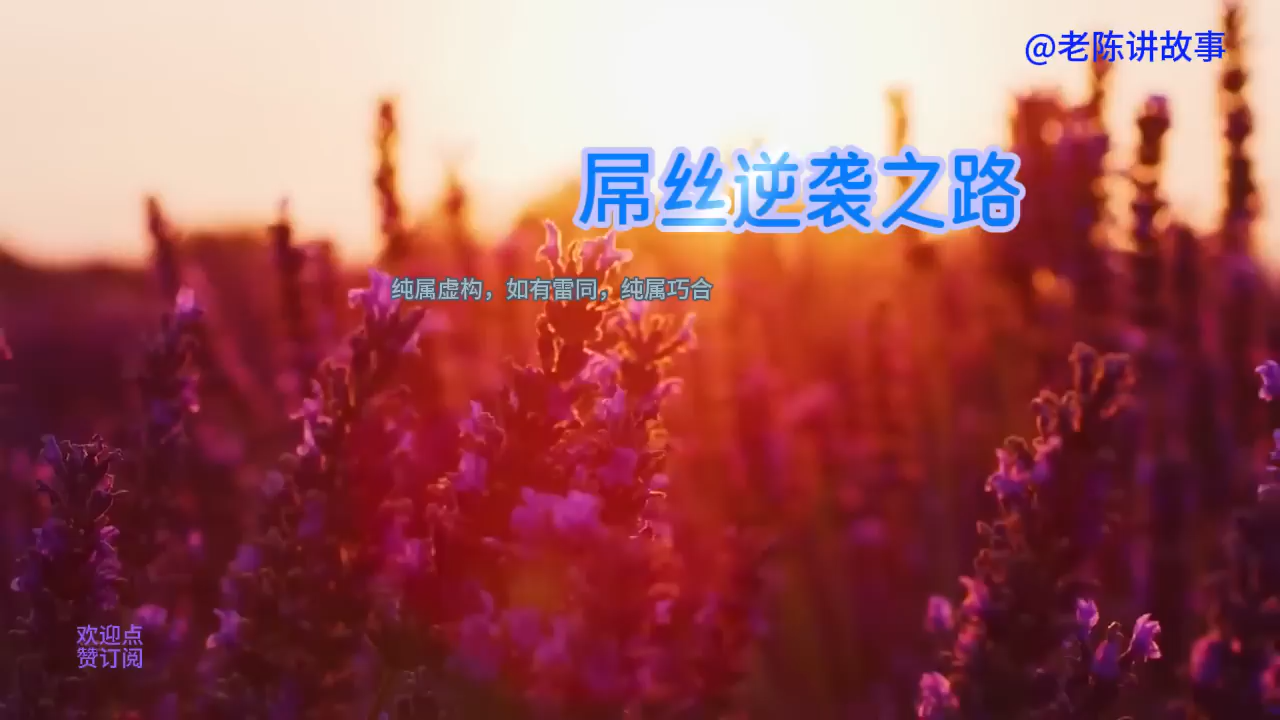 @老陈讲故事
屌丝逆袭之路
纯属虚构，如有雷同，纯属巧合
欢迎点
赞订阅